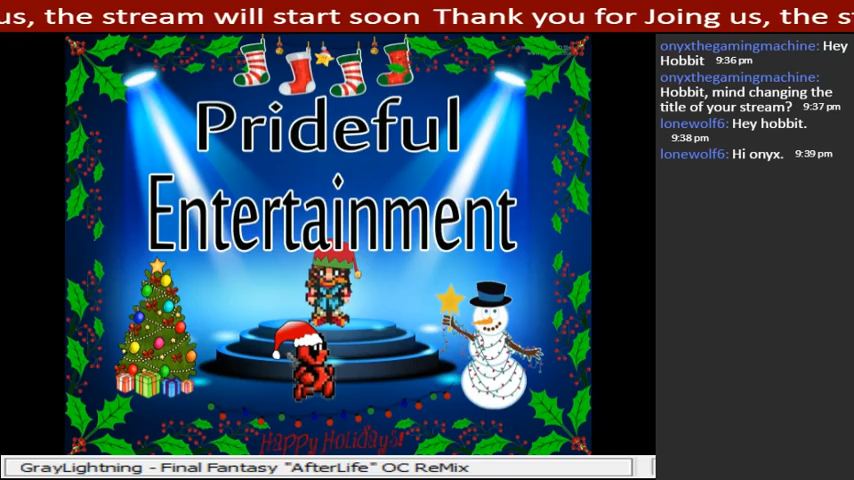 us, the stream will start soon Thank you for Joing us, the s
Prideful
Entertainment
Happy Holidays!
GrayLightning - Final Fantasy "AfterLife" OC ReMix
onyxthegamingmachine: Hey
Hobbit 9:36 pm
onyxthegamingmachine:
Hobbit, mind changing the
title of your stream? 9:37 pm
lonewolf6: Hey hobbit.
9:38 pm
lonewolf6: Hi onyx. 9:39 pm